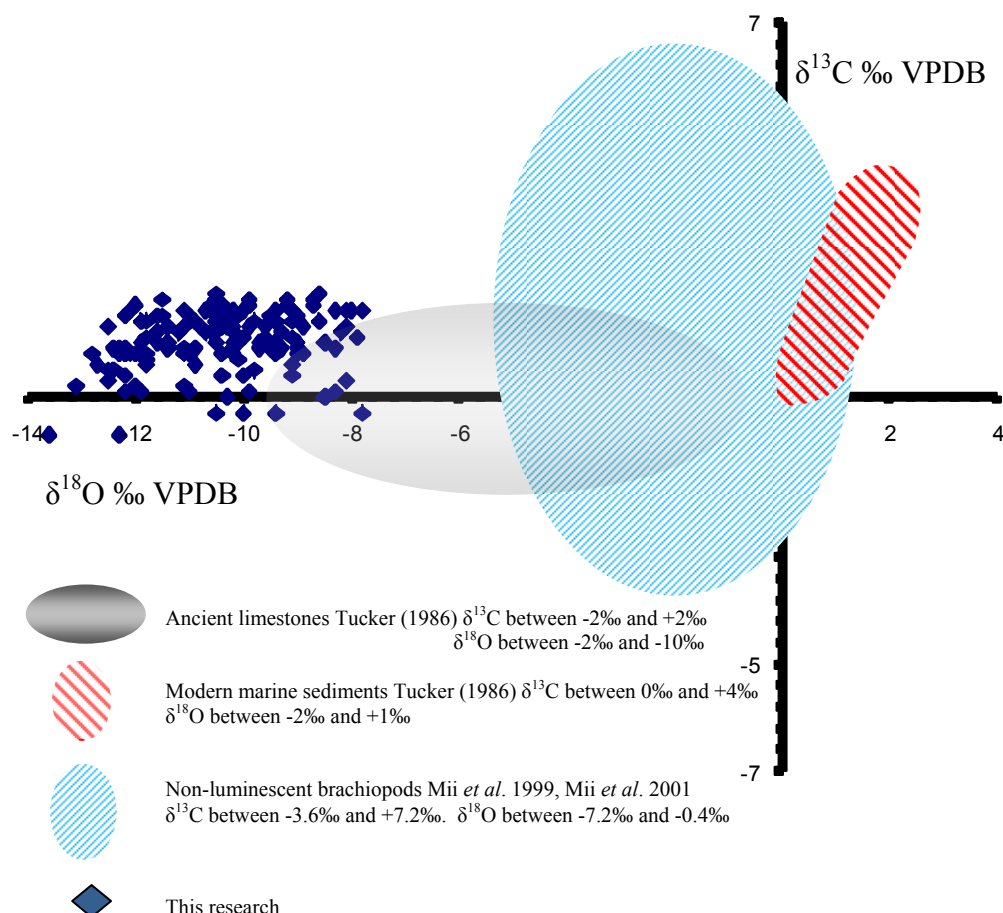 7
δ¹³C ‰ VPDB
-14 -12 -10 -8 -6 2 4
δ¹⁸O ‰ VPDB
Ancient limestones Tucker (1986) δ¹³C between -2‰ and +2‰
δ¹⁸O between -2‰ and -10‰
-5
Modern marine sediments Tucker (1986) δ¹³C between 0‰ and +4‰
δ¹⁸O between -2‰ and +1‰
-7
Non-luminescent brachiopods Mii et al. 1999, Mii et al. 2001
δ¹³C between -3.6‰ and +7.2‰. δ¹⁸O between -7.2‰ and -0.4‰
This research